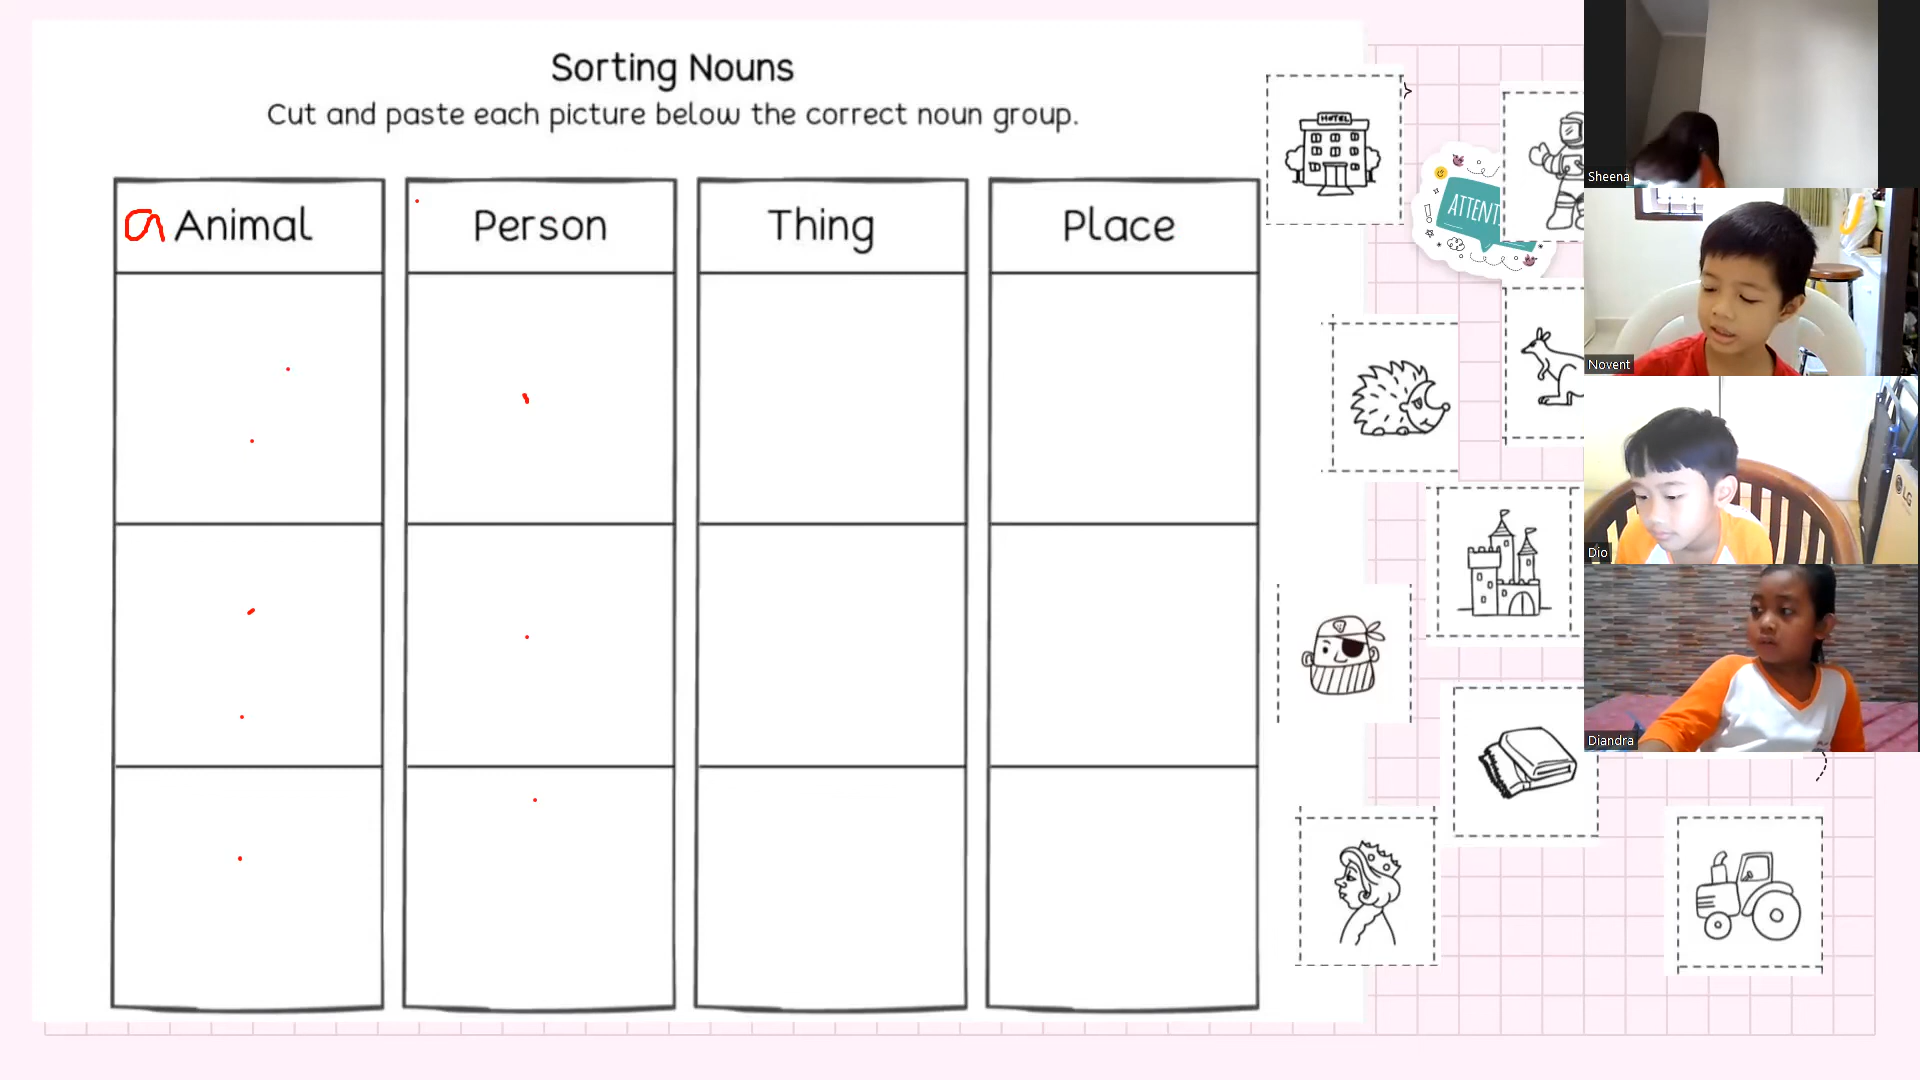 Sorting Nouns
Cut and paste each picture below the correct noun group.
a Animal
Person
Thing
Place
HOTEL
ATTENT
Sheena
Novent
Dio
LG
Diandra